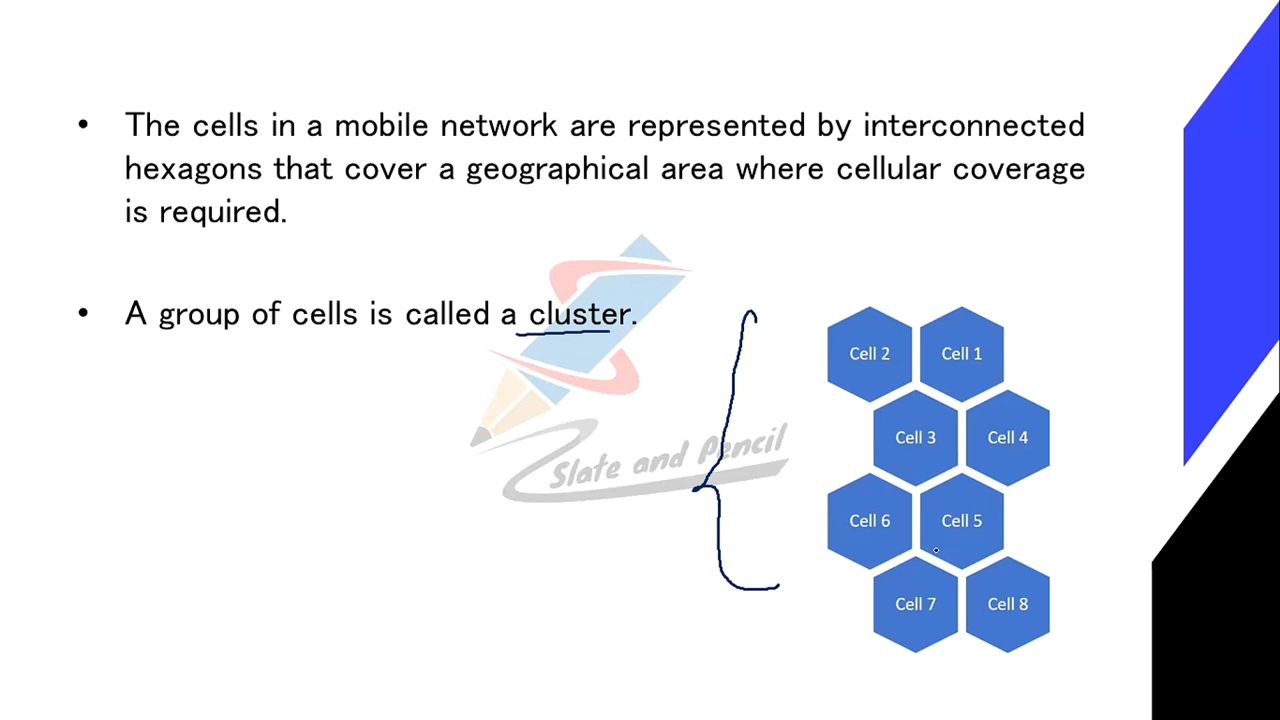 • The cells in a mobile network are represented by interconnected
hexagons that cover a geographical area where cellular coverage
is required.
• A group of cells is called a cluster.
Slate and Pencil
Cell 2 Cell 1
Cell 3 Cell 4
Cell 6 Cell 5
Cell 7 Cell 8